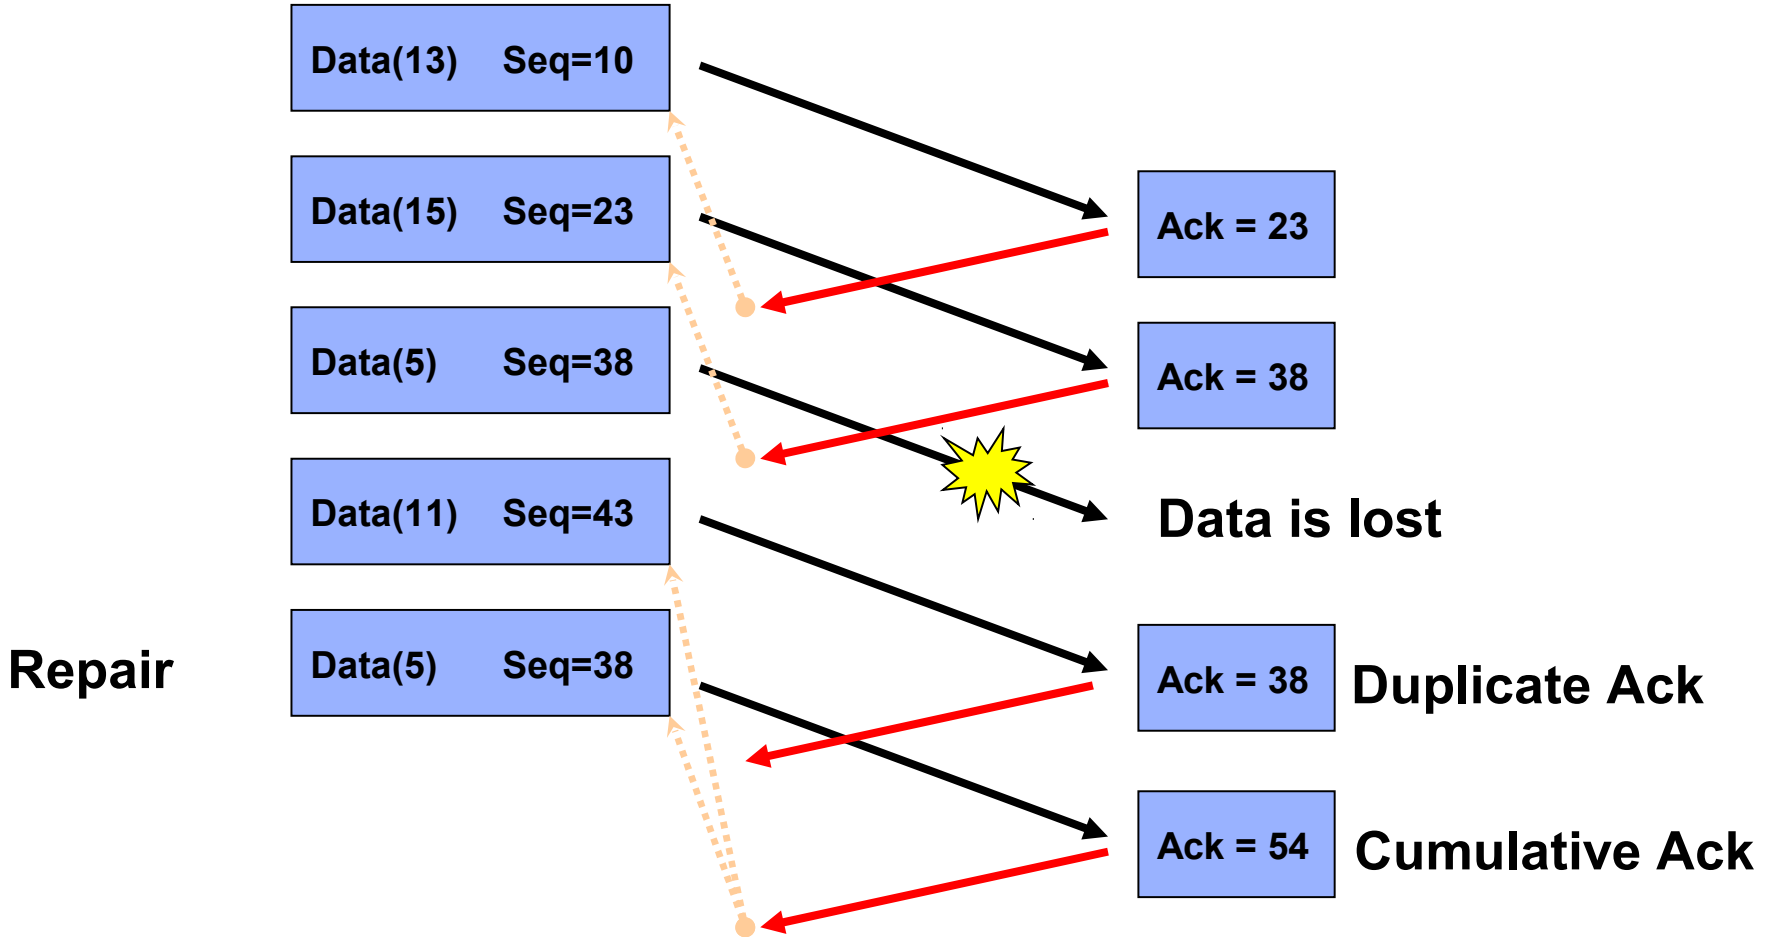 Data(13) Seq=10
Data(15) Seq=23
Ack = 23
Data(5) Seq=38
Ack = 38
Data(11) Seq=43
Data is lost
Repair
Data(5) Seq=38
Ack = 38 Duplicate Ack
Ack = 54 Cumulative Ack